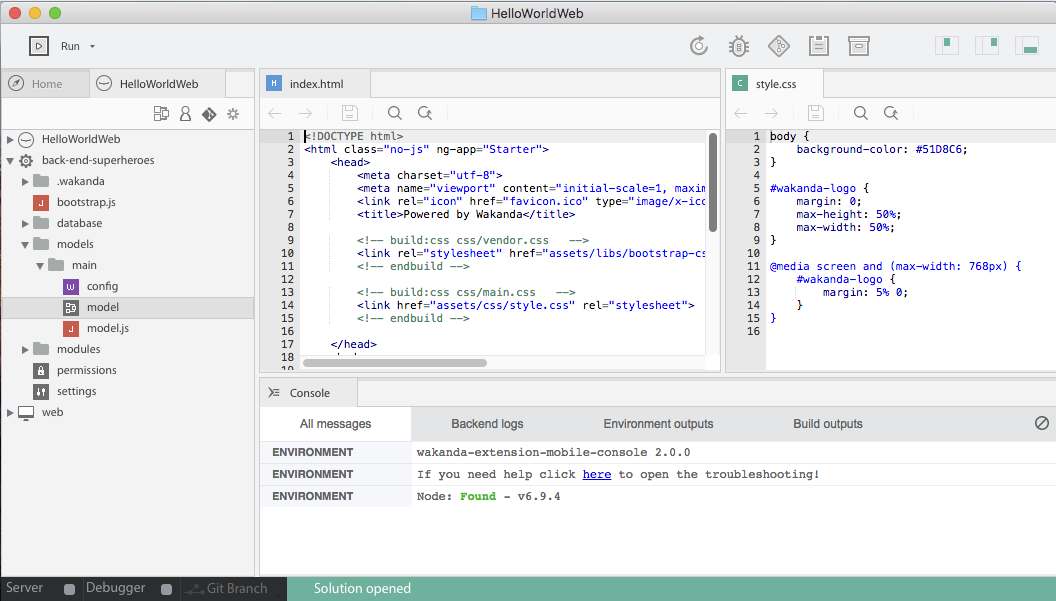 HelloWorldWeb
Run
Home
HelloWorldWeb
HelloWorldWeb
back-end-superheroes
.wakanda
J bootstrap.js
database
models
main
W config
model
J model.js
modules
permissions
settings
web
H index.html
1 <!DOCTYPE html>
2 <html class="no-js" ng-app="Starter">
3 <head>
4 <meta charset="utf-8">
5 <meta name="viewport" content="initial-scale=1, maxim
6 <link rel="icon" href="favicon.ico" type="image/x-ico
7 <title>Powered by Wakanda</title>
8
9 <!-- build:css css/vendor.css -->
10 <link rel="stylesheet" href="assets/libs/bootstrap-cs
11 <!-- endbuild -->
12
13 <!-- build:css css/main.css -->
14 <link href="assets/css/style.css" rel="stylesheet">
15 <!-- endbuild -->
16
17 </head>
18
19
C style.css
1 body {
2 background-color: #51D8C6;
3 }
4
5 #wakanda-logo {
6 margin: 0;
7 max-height: 50%;
8 max-width: 50%;
9 }
10
11 @media screen and (max-width: 768px) {
12 #wakanda-logo {
13 margin: 5% 0;
14 }
15 }
16
Console
All messages Backend logs Environment outputs Build outputs
ENVIRONMENT wakanda-extension-mobile-console 2.0.0
ENVIRONMENT If you need help click here to open the troubleshooting!
ENVIRONMENT Node: Found - v6.9.4
Server Debugger Git Branch Solution opened